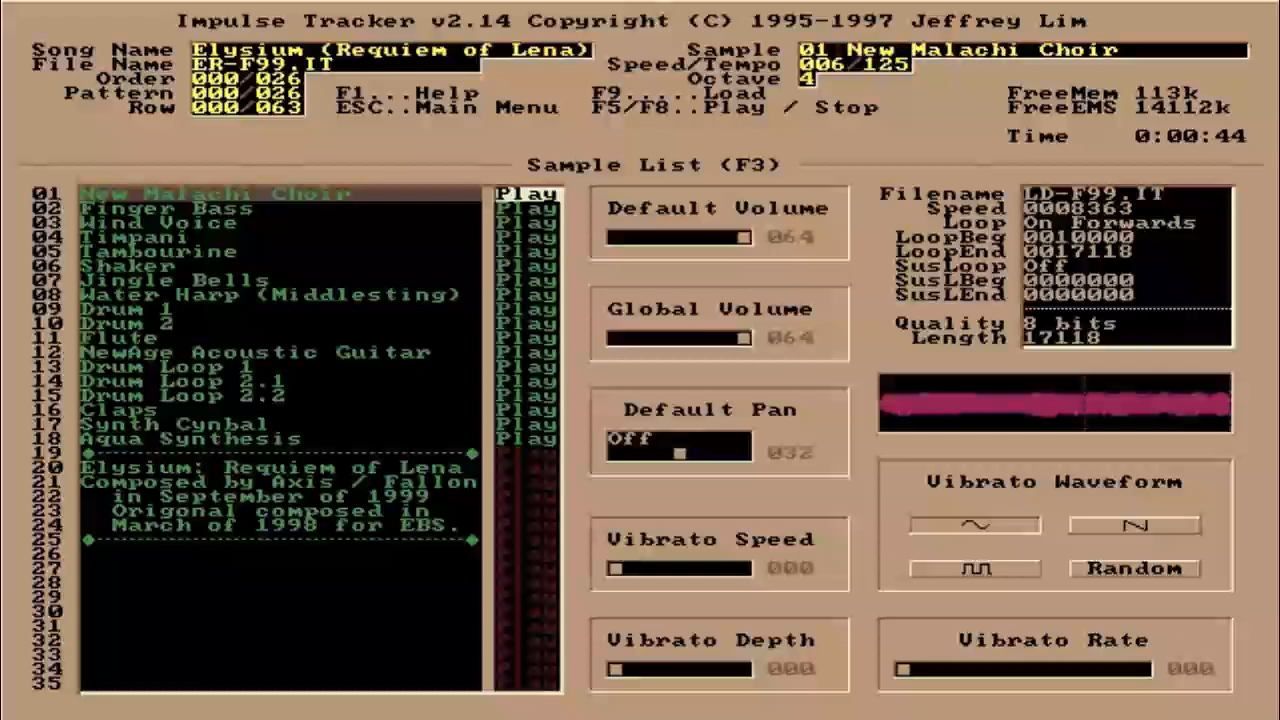 Impulse Tracker v2.14 Copyright (C) 1995-1997 Jeffrey Lim
Song Name Elysium (Requiem of Lena) Sample 01 New Malachi Choir
File Name ER-F99.IT Speed/Tempo 006/125
Order 000/026 Octave 4
Pattern 000/026 F1...Help F9.....Load FreeMem 113k
Row 000/063 ESC..Main Menu F5/F8..Play / Stop FreeEMS 14112k
Time 0:00:44
Sample List (F3)
01 New Malachi Choir Play
02 Finger Bass Play
03 Wind Voice Play
04 Timpani Play
05 Tambourine Play
06 Shaker Play
07 Jingle Bells Play
08 Water Harp (Middlesting) Play
09 Drum 1 Play
10 Drum 2 Play
11 Flute Play
12 NewAge Acoustic Guitar Play
13 Drum Loop 1 Play
14 Drum Loop 2.1 Play
15 Drum Loop 2.2 Play
16 Claps Play
17 Synth Cynbal Play
18 Aqua Synthesis Play
19
20 Elysium: Requiem of Lena
21 Composed by Axis / Fallon
22 in September of 1999
23 Origonal composed in
24 March of 1998 for EBS.
25
26
27
28
29
30
31
32
33
34
35
Default Volume
064
Global Volume
064
Default Pan
Off
032
Vibrato Speed
000
Vibrato Depth
000
Filename LD-F99.IT
Speed 0008363
Loop On Forwards
LoopBeg 0010000
LoopEnd 0017118
SusLoop Off
SusLBeg 0000000
SusLEnd 0000000
Quality 8 bits
Length 17118
Vibrato Waveform
Random
Vibrato Rate
000